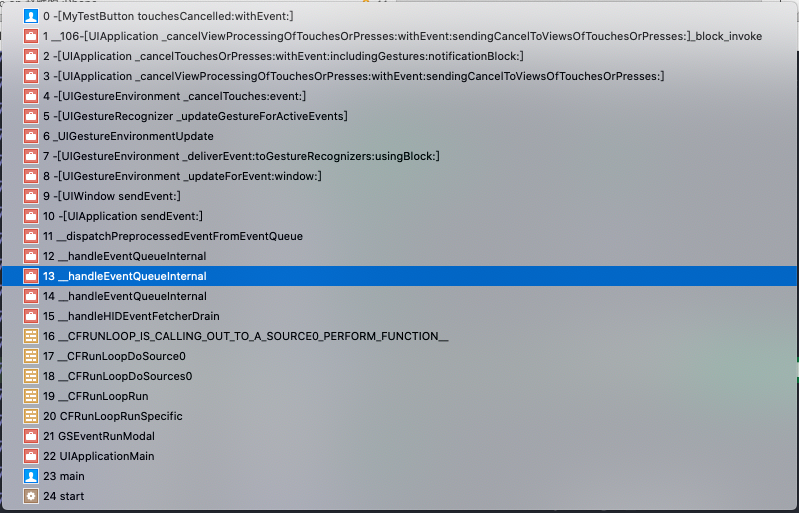 0 -[MyTestButton touchesCancelled:withEvent:]
1 __106-[UIApplication _cancelViewProcessingOfTouchesOrPresses:withEvent:sendingCancelToViewsOfTouchesOrPresses:]_block_invoke
2 -[UIApplication _cancelTouchesOrPresses:withEvent:includingGestures:notificationBlock:]
3 -[UIApplication _cancelViewProcessingOfTouchesOrPresses:withEvent:sendingCancelToViewsOfTouchesOrPresses:]
4 -[UIGestureEnvironment _cancelTouches:event:]
5 -[UIGestureRecognizer _updateGestureForActiveEvents]
6 _UIGestureEnvironmentUpdate
7 -[UIGestureEnvironment _deliverEvent:toGestureRecognizers:usingBlock:]
8 -[UIGestureEnvironment _updateForEvent:window:]
9 -[UIWindow sendEvent:]
10 -[UIApplication sendEvent:]
11 __dispatchPreprocessedEventFromEventQueue
12 __handleEventQueueInternal
13 __handleEventQueueInternal
14 __handleEventQueueInternal
15 __handleHIDEventFetcherDrain
16 __CFRUNLOOP_IS_CALLING_OUT_TO_A_SOURCE0_PERFORM_FUNCTION__
17 __CFRunLoopDoSource0
18 __CFRunLoopDoSources0
19 __CFRunLoopRun
20 CFRunLoopRunSpecific
21 GSEventRunModal
22 UIApplicationMain
23 main
24 start